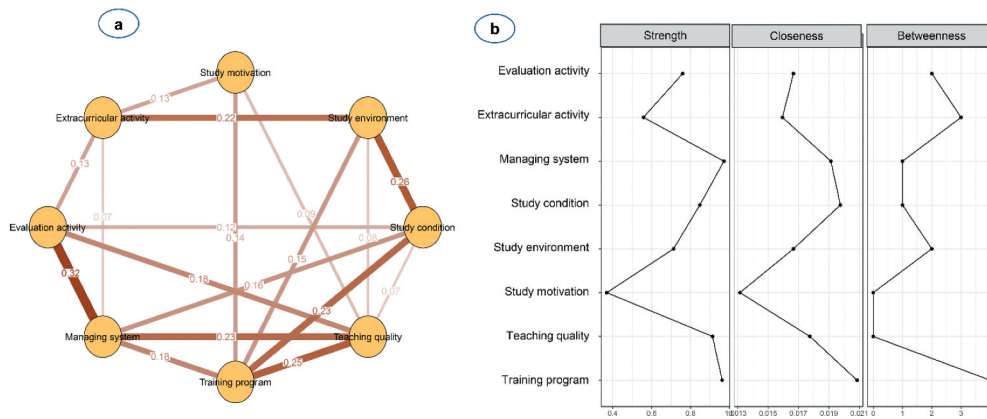 a
Study motivation
0.13
Extracurricular activity
0.22
Study environment
0.13
0.07
0.26
0.09
Evaluation activity
0.12
0.08
Study condition
0.14
0.15
0.16
0.18
0.32
0.07
0.23
Managing system
0.23
Teaching quality
0.18
0.25
Training program
b
Strength
Closeness
Betweenness
Evaluation activity
Extracurricular activity
Managing system
Study condition
Study environment
Study motivation
Teaching quality
Training program
0.4
0.6
0.8
0.015
0.017
0.019
0.021
0
1
2
3